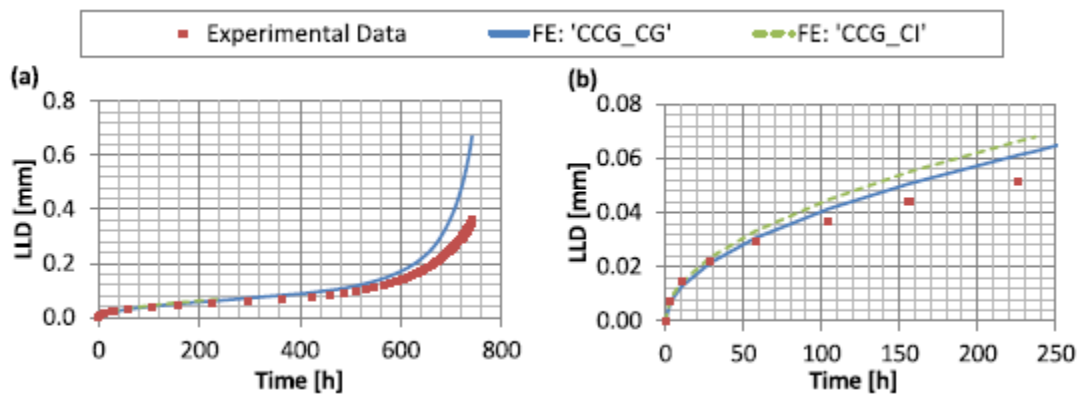 Experimental Data FE: 'CCG_CG' FE: 'CCG_CI'
(a)
LLD [mm]
0.8
0.6
0.4
0.2
0.0
0 200 400 600 800
Time [h]
(b)
LLD [mm]
0.08
0.06
0.04
0.02
0.00
0 50 100 150 200 250
Time [h]